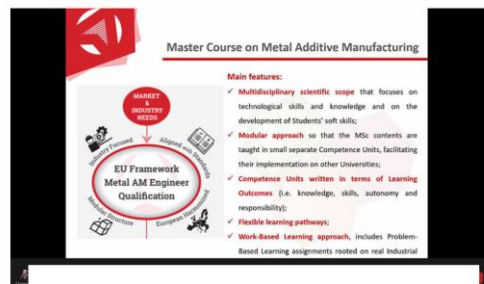 Master Course on Metal Additive Manufacturing
Main features:
✓ Multidisciplinary scientific scope that focuses on
technological skills and knowledge and on the
development of Students' soft skills;
✓ Modular approach so that the MSc contents are
taught in small separate Competence Units, facilitating
their implementation on other Universities;
✓ Competence Units written in terms of Learning
Outcomes (i.e. knowledge, skills, autonomy and
responsibility);
✓ Flexible learning pathways;
✓ Work-Based Learning approach, includes Problem-
Based Learning assignments rooted on real Industrial
MARKET
&
INDUSTRY
NEEDS
Industry Focused
Aligned with Standards
EU Framework
Metal AM Engineer
Qualification
Modular Structure
European Harmonized